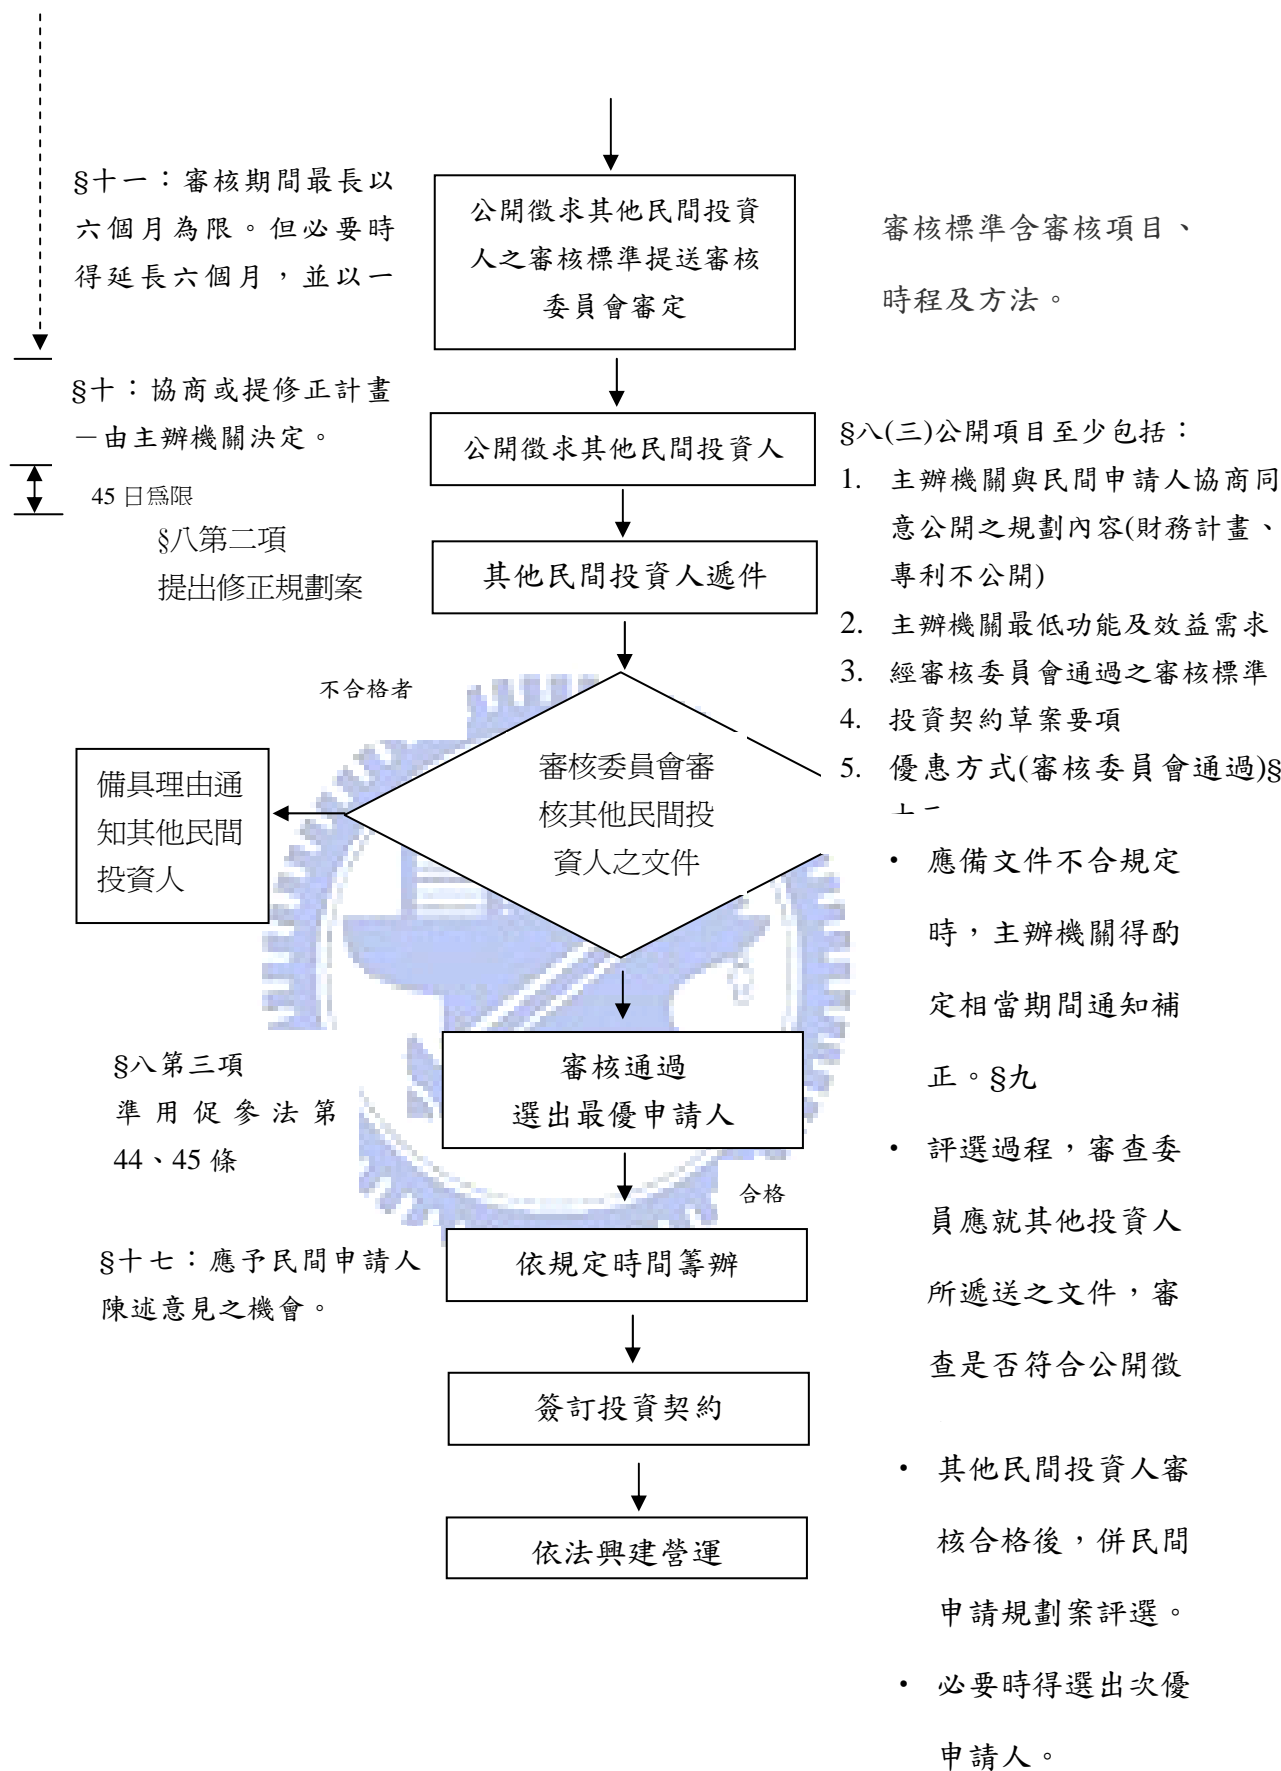 §十一：審核期間最長以
六個月為限。但必要時
得延長六個月，並以一
公開徵求其他民間投資
人之審核標準提送審核
委員會審定
審核標準含審核項目、
時程及方法。
§十：協商或提修正計畫
－由主辦機關決定。
公開徵求其他民間投資人
45 日為限
§八第二項
提出修正規劃案
其他民間投資人遞件
§八(三)公開項目至少包括：
1. 主辦機關與民間申請人協商同
意公開之規劃內容(財務計畫、
專利不公開)
2. 主辦機關最低功能及效益需求
3. 經審核委員會通過之審核標準
4. 投資契約草案要項
5. 優惠方式(審核委員會通過)§
不合格者
備具理由通
知其他民間
投資人
審核委員會審
核其他民間投
資人之文件
• 應備文件不合規定
時，主辦機關得酌
定相當期間通知補
正。§九
• 評選過程，審查委
員應就其他投資人
所遞送之文件，審
查是否符合公開徵
§八第三項
準用促參法第
44、45 條
審核通過
選出最優申請人
合格
§十七：應予民間申請人
陳述意見之機會。
依規定時間籌辦
簽訂投資契約
依法興建營運
• 其他民間投資人審
核合格後，併民間
申請規劃案評選。
• 必要時得選出次優
申請人。